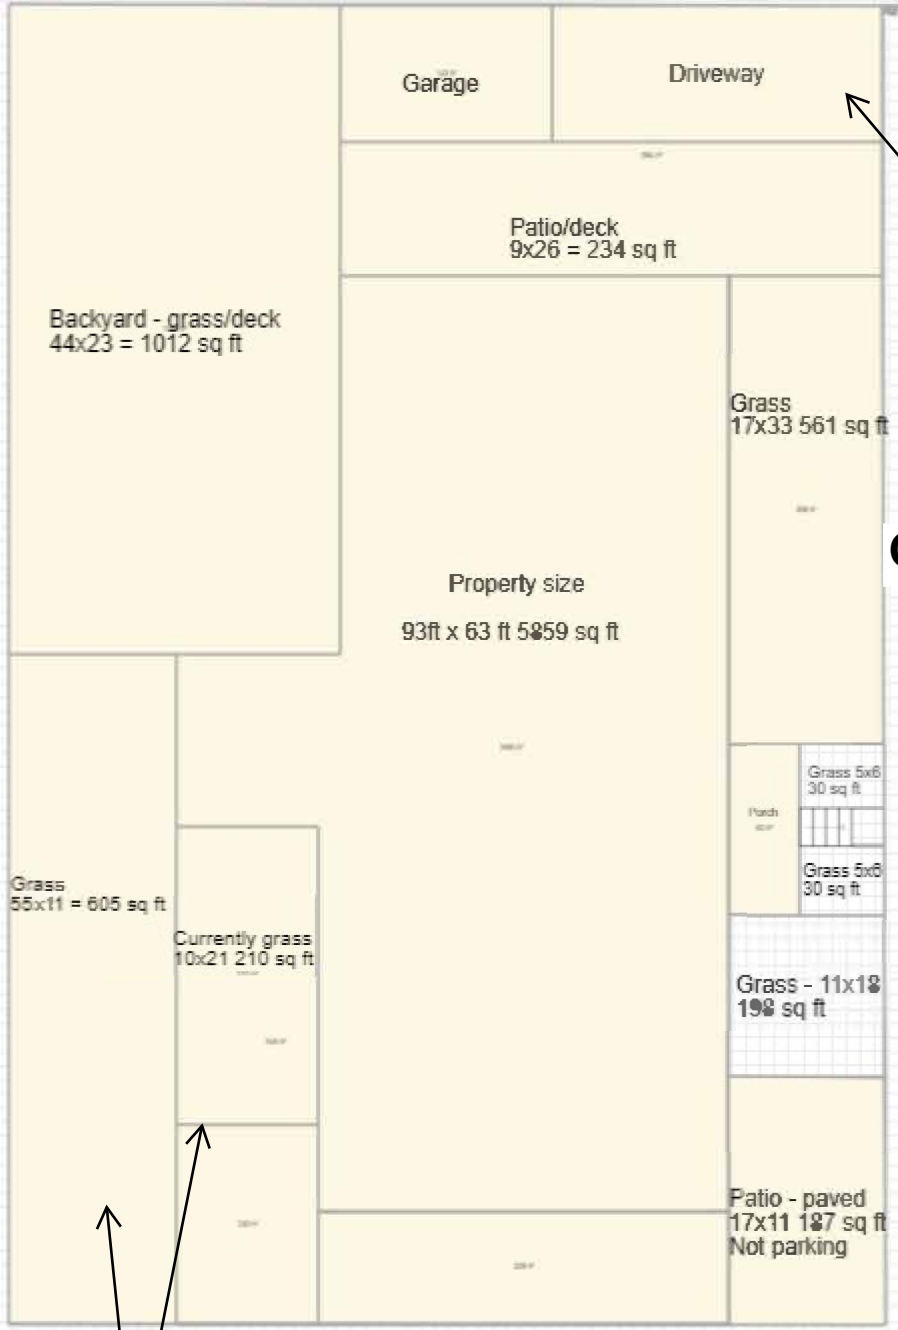 Garage
Driveway
Patio/deck
9x26 = 234 sq ft
Backyard - grass/deck
44x23 = 1012 sq ft
Grass
17x33 561 sq ft
Property size
93ft x 63 ft 5859 sq ft
Grass 5x6
30 sq ft
Porch
Grass 5x6
30 sq ft
Grass
55x11 = 605 sq ft
Currently grass
10x21 210 sq ft
Grass - 11x18
198 sq ft
Patio - paved
17x11 187 sq ft
Not parking